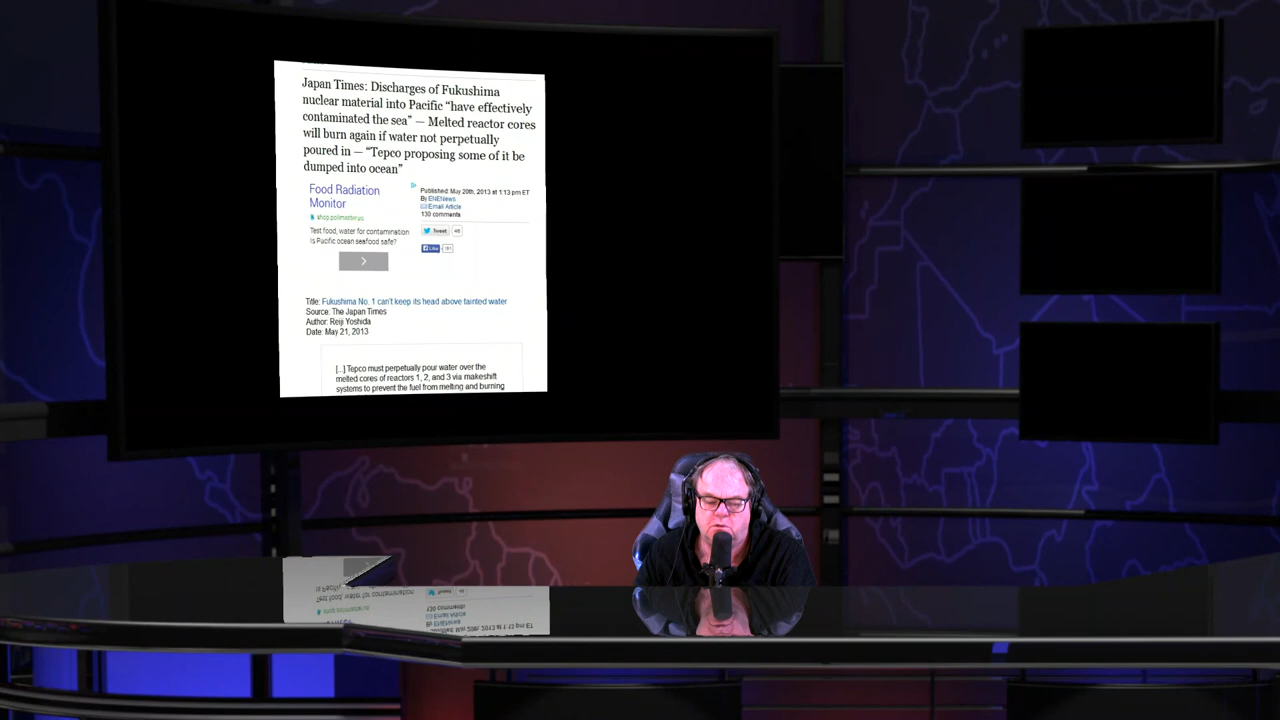 Japan Times: Discharges of Fukushima
nuclear material into Pacific “have effectively
contaminated the sea” — Melted reactor cores
will burn again if water not perpetually
poured in — “Tepco proposing some of it be
dumped into ocean”
Food Radiation
Monitor
shop.polimaster.us
Test food, water for contamination
Is Pacific ocean seafood safe?
Published: May 20th, 2013 at 1:13 pm ET
By ENENews
Email Article
130 comments
Tweet 46
Like
Title: Fukushima No. 1 can't keep its head above tainted water
Source: The Japan Times
Author: Reiji Yoshida
Date: May 21, 2013
[...] Tepco must perpetually pour water over the
melted cores of reactors 1, 2, and 3 via makeshift
systems to prevent the fuel from melting and burning